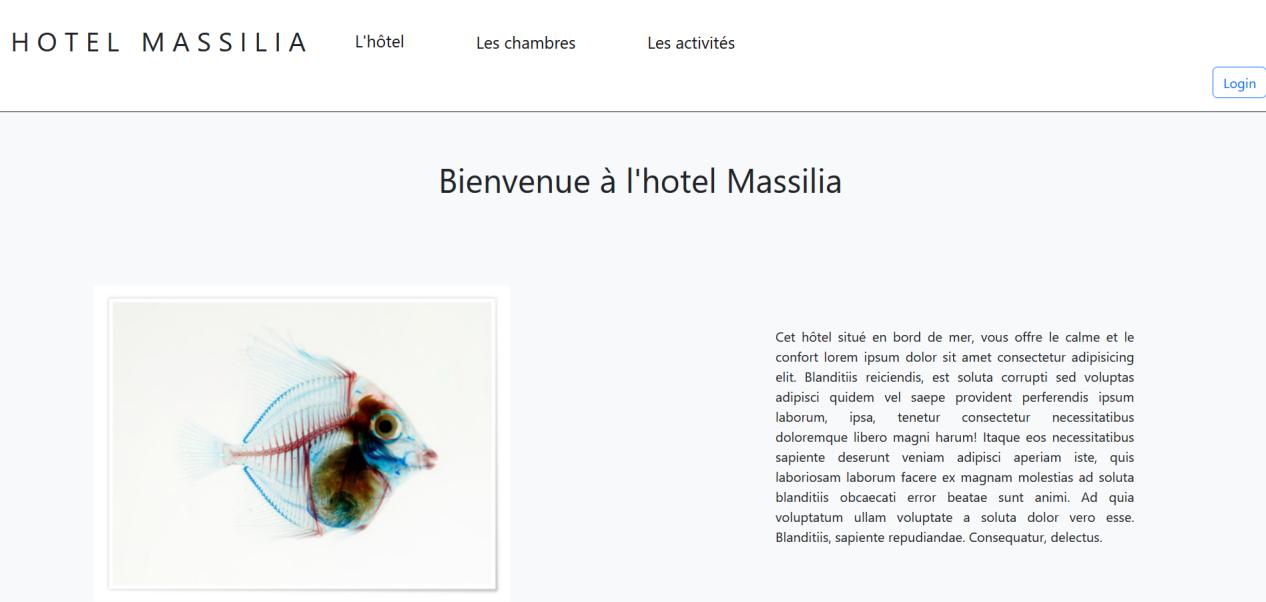 HOTEL MASSILIA
L'hôtel
Les chambres
Les activités
Login
Bienvenue à l'hotel Massilia
Cet hôtel situé en bord de mer, vous offre le calme et le
confort lorem ipsum dolor sit amet consectetur adipisicing
elit. Blanditiis reiciendis, est soluta corrupti sed voluptas
adipisci quidem vel saepe provident perferendis ipsum
laborum, ipsa, tenetur consectetur necessitatibus
doloremque libero magni harum! Itaque eos necessitatibus
sapiente deserunt veniam adipisci aperiam iste, quis
laboriosam laborum facere ex magnam molestias ad soluta
blanditiis obcaecati error beatae sunt animi. Ad quia
voluptatum ullam voluptate a soluta dolor vero esse.
Blanditiis, sapiente repudiandae. Consequatur, delectus.